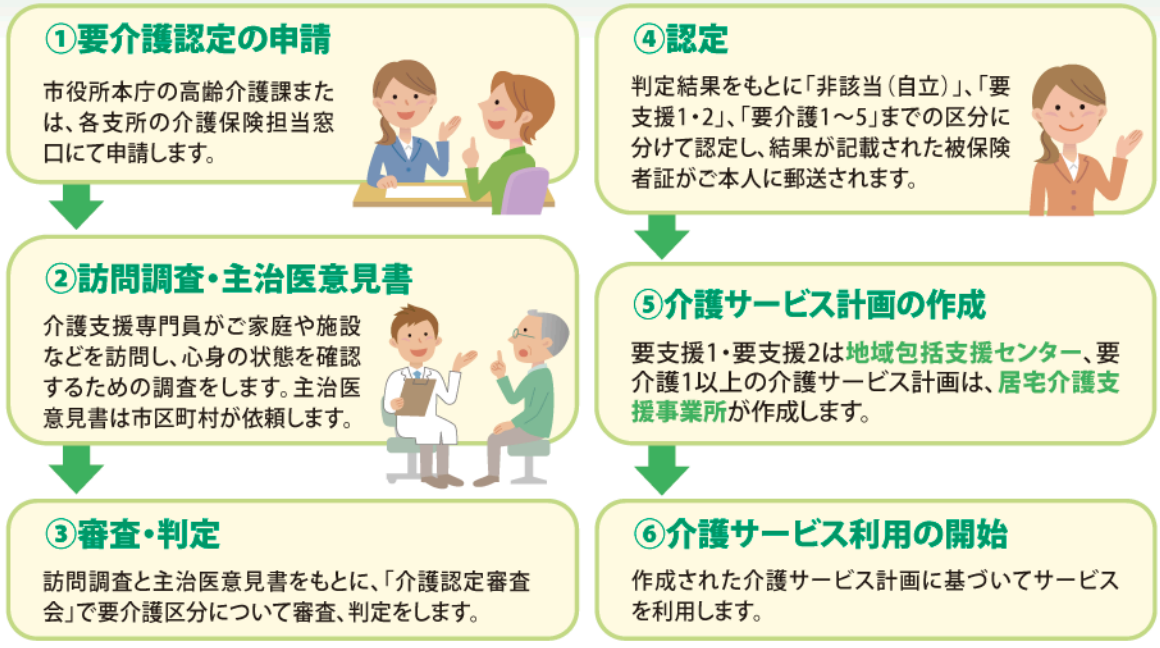 ①要介護認定の申請
市役所本庁の高齢介護課また
は、各支所の介護保険担当窓
口にて申請します。
②訪問調査・主治医意見書
介護支援専門員がご家庭や施設
などを訪問し、心身の状態を確認
するための調査をします。主治医
意見書は市区町村が依頼します。
③審査・判定
訪問調査と主治医意見書をもとに、「介護認定審査
会」で要介護区分について審査、判定をします。
④認定
判定結果をもとに「非該当（自立）」、「要
支援1・2」、「要介護1～5」までの区分に
分けて認定し、結果が記載された被保険
者証がご本人に郵送されます。
⑤介護サービス計画の作成
要支援1・要支援2は地域包括支援センター、要
介護1以上の介護サービス計画は、居宅介護支
援事業所が作成します。
⑥介護サービス利用の開始
作成された介護サービス計画に基づいてサービス
を利用します。